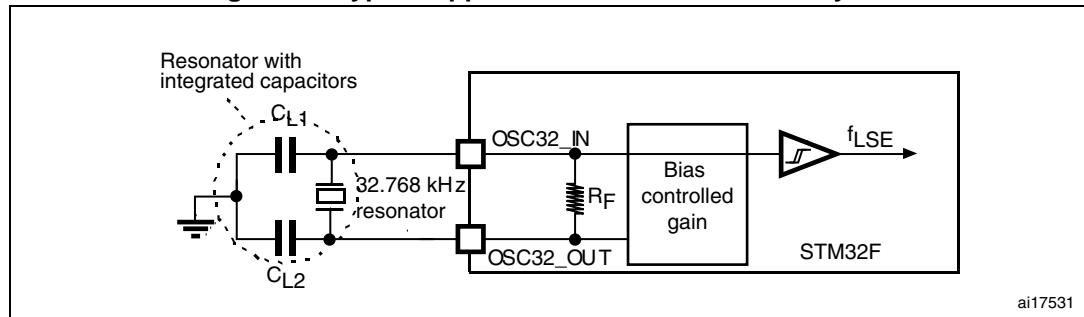 Resonator with
integrated capacitors
CL1
OSC32_IN
fLSE
32.768 kHz
resonator
RF
Bias
controlled
gain
OSC32_OUT
STM32F
CL2
ai17531